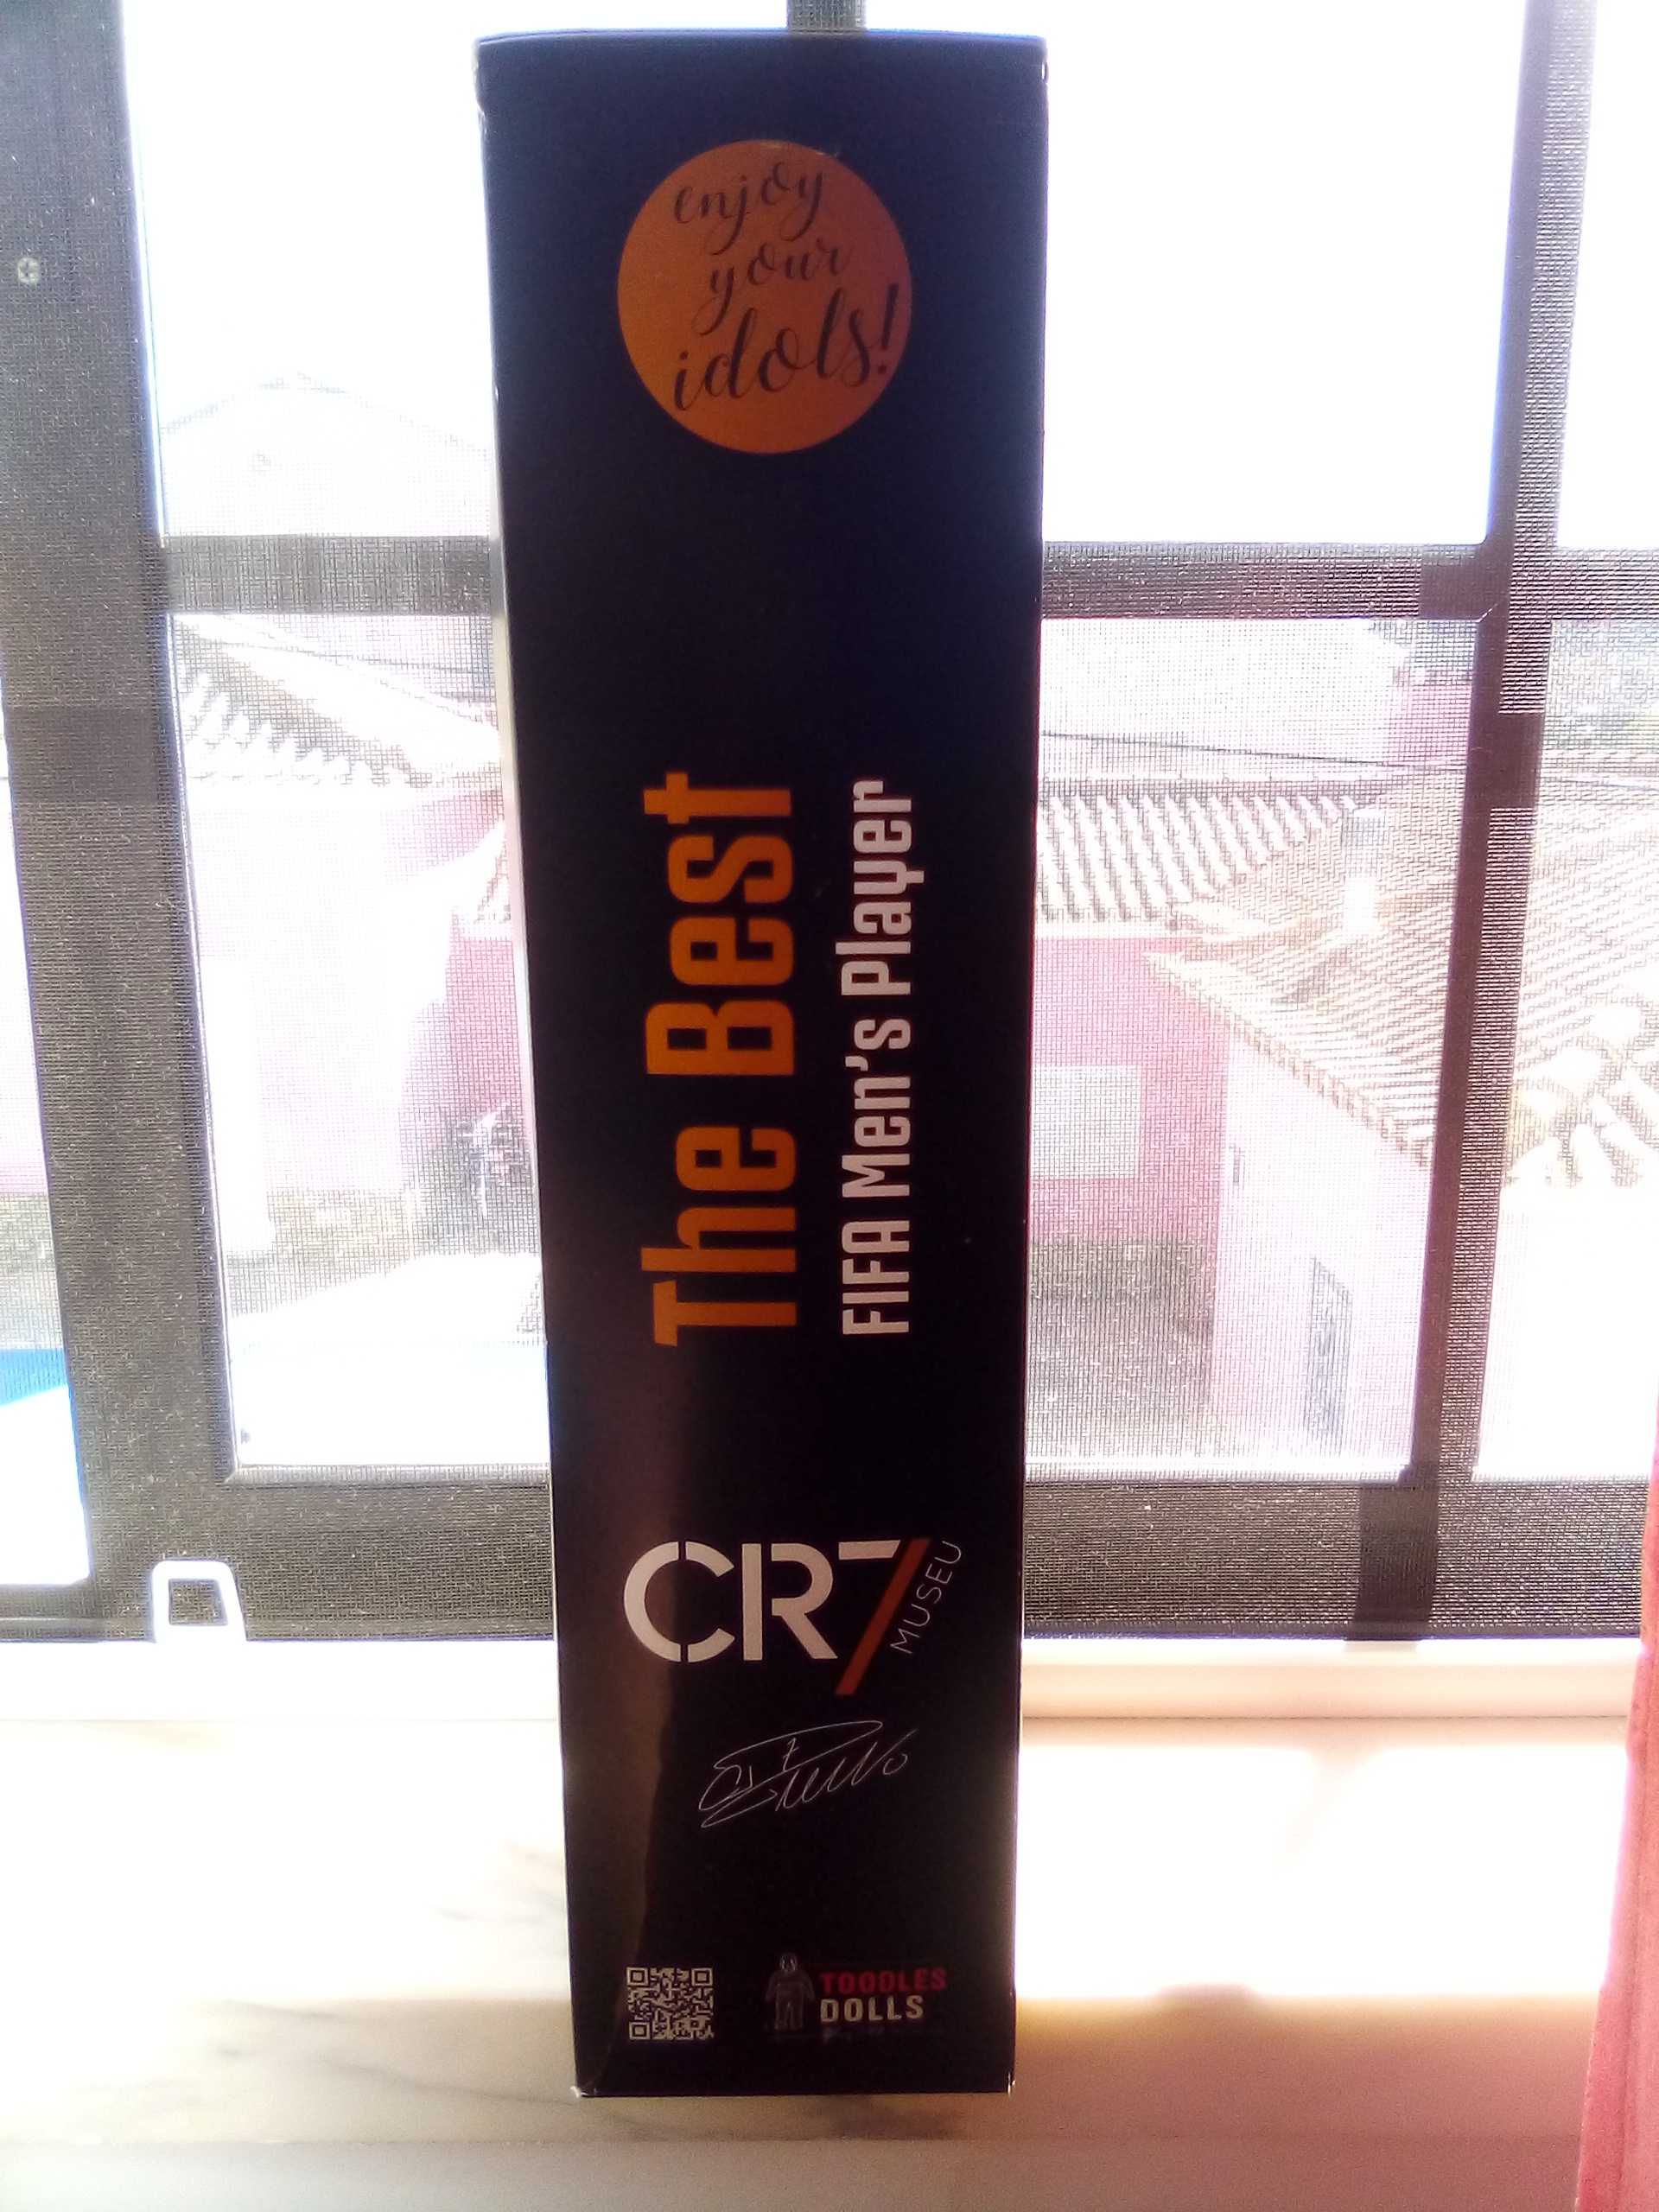 enjoy
your
idols!
The Best
FIFA Men's Player
CR7
MUSEU
TOODLES
DOLLS